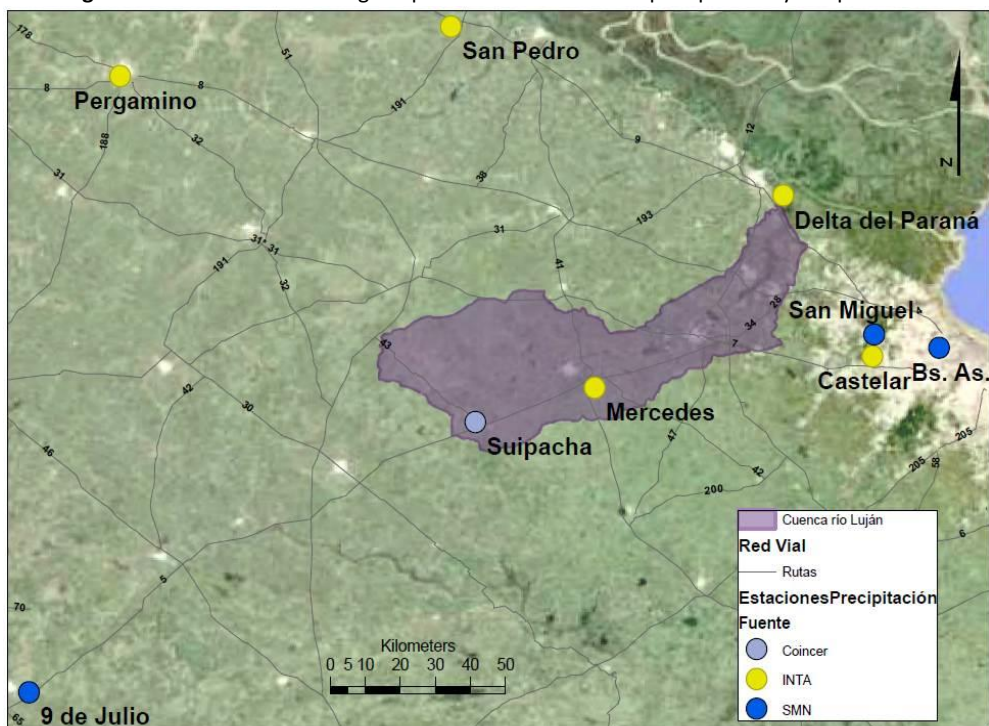 178
51
San Pedro
Pergamino
8
8
191
188
32
31
38
9
12
193
Delta del Paraná
31
31
31
191
32
41
28
34
San Miguel
4
43
7
Castelar
Bs. As.
42
Mercedes
30
Suipacha
46
47
42
200
205
205
58
6
5
70
65
9 de Julio
Kilometers
0 5 10 20 30 40 50
Z
Cuenca río Luján
Red Vial
Rutas
EstacionesPrecipitación
Fuente
Coincer
INTA
SMN